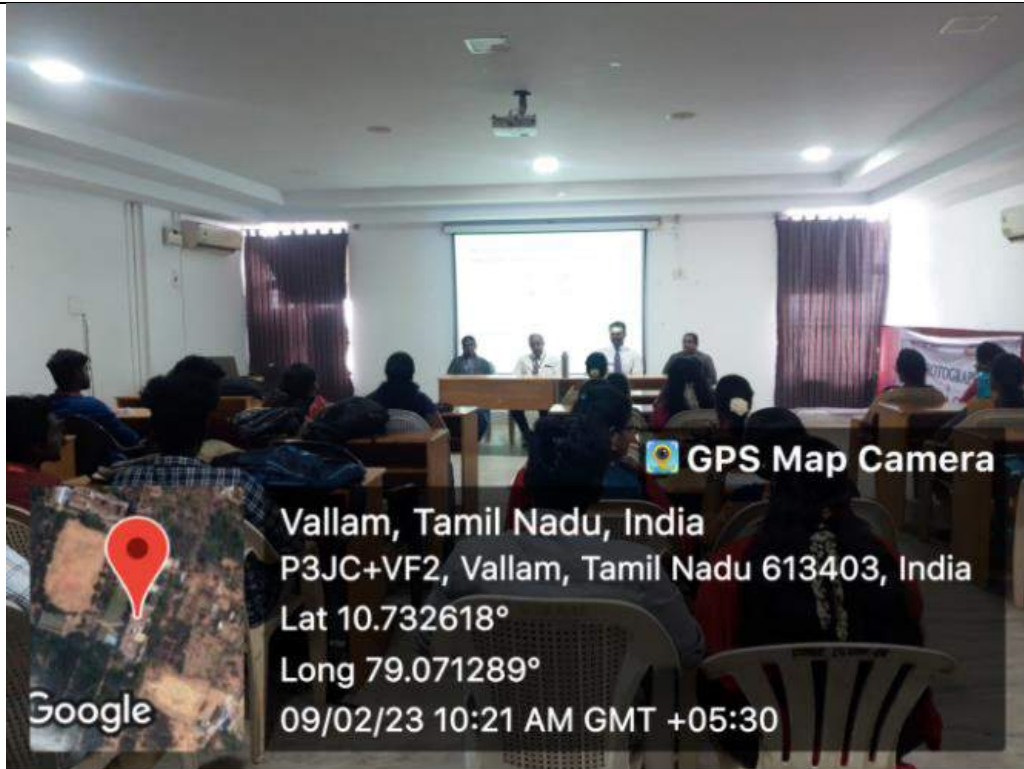 GPS Map Camera
Vallam, Tamil Nadu, India
P3JC+VF2, Vallam, Tamil Nadu 613403, India
Lat 10.732618°
Long 79.071289°
09/02/23 10:21 AM GMT +05:30
Google